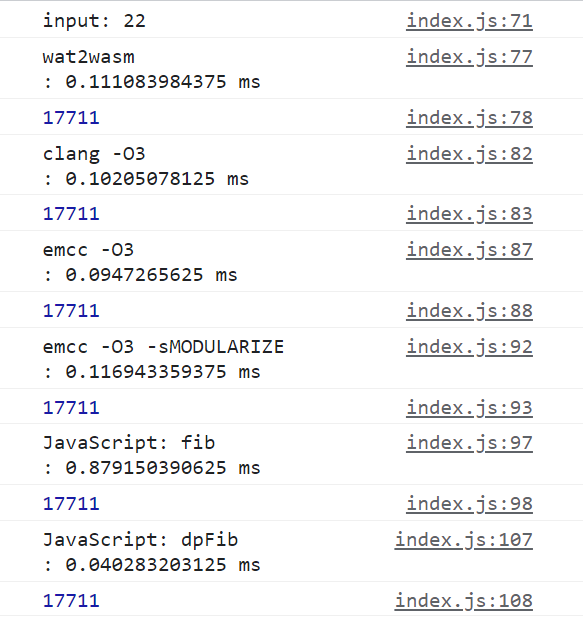 input: 22 index.js:71
wat2wasm index.js:77
: 0.111083984375 ms
17711 index.js:78
clang -O3 index.js:82
: 0.10205078125 ms
17711 index.js:83
emcc -O3 index.js:87
: 0.0947265625 ms
17711 index.js:88
emcc -O3 -sMODULARIZE index.js:92
: 0.116943359375 ms
17711 index.js:93
JavaScript: fib index.js:97
: 0.879150390625 ms
17711 index.js:98
JavaScript: dpFib index.js:107
: 0.040283203125 ms
17711 index.js:108